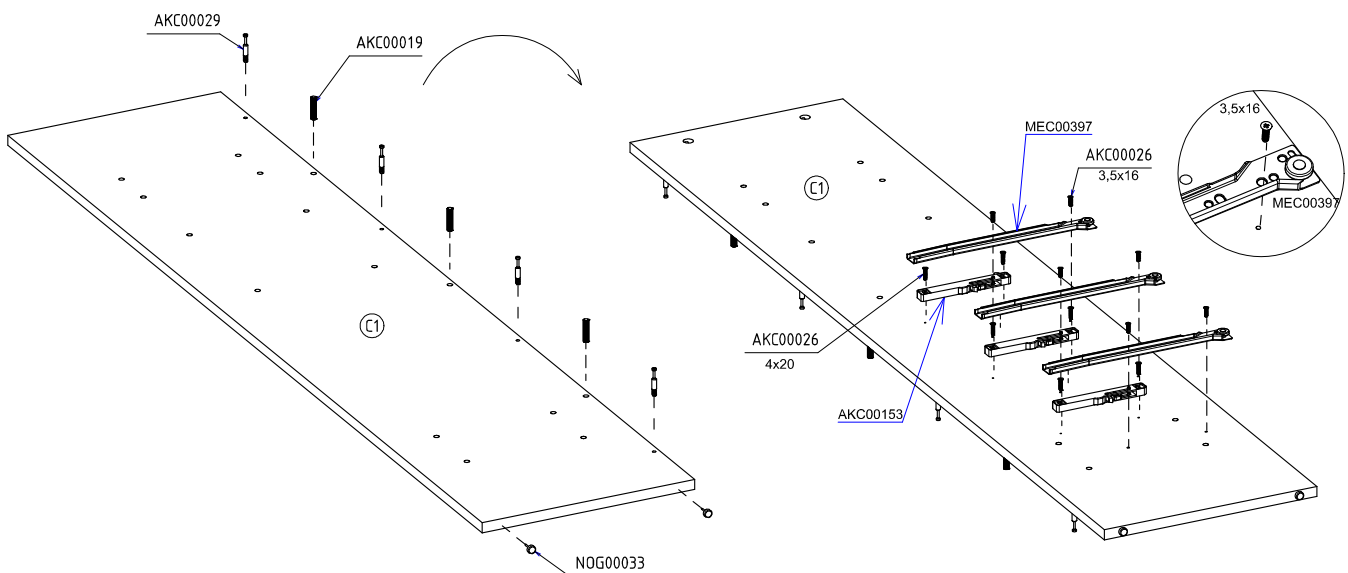 AKC00029
AKC00019
C1
NOG00033
C1
MEC00397
AKC00026
3,5x16
AKC00026
4x20
AKC00153
3,5x16
MEC00397